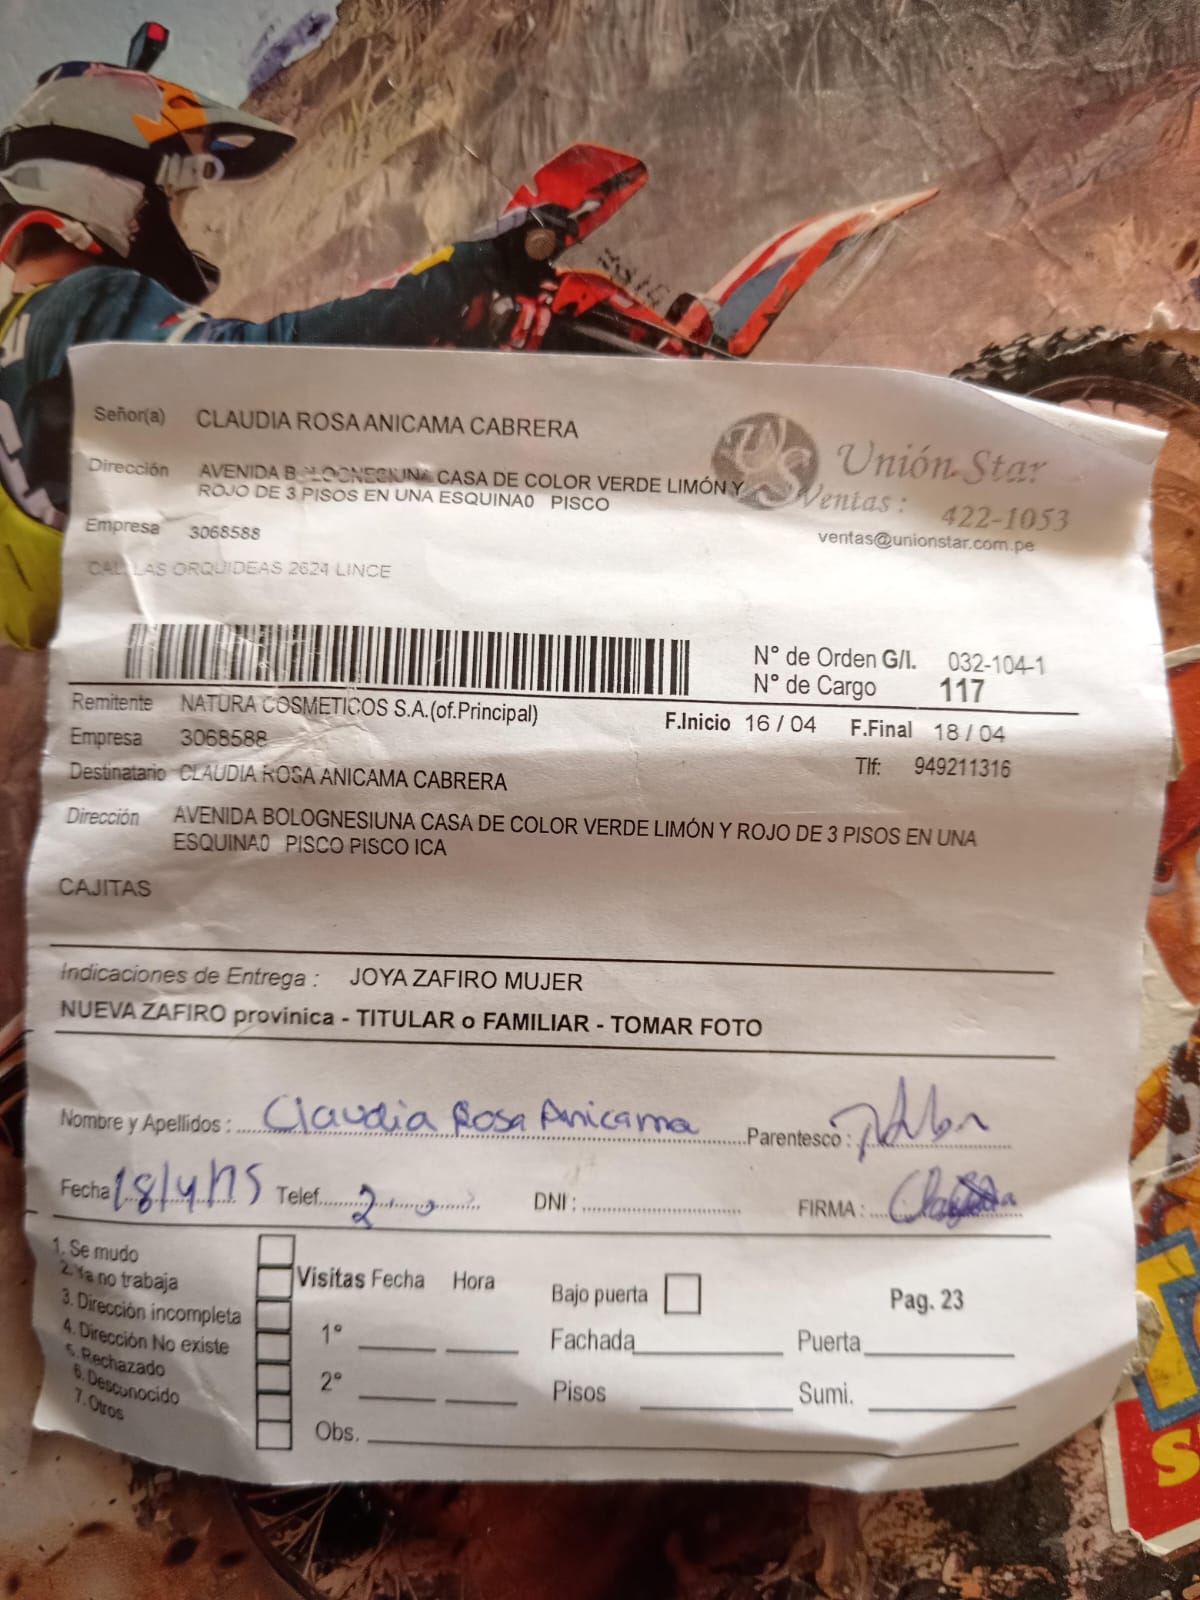 Señor(a) CLAUDIA ROSA ANICAMA CABRERA
Unión Star
Dirección AVENIDA BOLOGNESIUNA CASA DE COLOR VERDE LIMÓN Y
ROJO DE 3 PISOS EN UNA ESQUINA0 PISCO
Ventas: 422-1053
Empresa 3068588
ventas@unionstar.com.pe
CAL LAS ORQUIDEAS 2624 LINCE
N° de Orden G/I. 032-104-1
N° de Cargo 117
Remitente NATURA COSMETICOS S.A.(of.Principal)
F.Inicio 16 / 04 F.Final 18 / 04
Empresa 3068588
Tlf: 949211316
Destinatario CLAUDIA ROSA ANICAMA CABRERA
Dirección AVENIDA BOLOGNESIUNA CASA DE COLOR VERDE LIMÓN Y ROJO DE 3 PISOS EN UNA
ESQUINA0 PISCO PISCO ICA
CAJITAS
Indicaciones de Entrega : JOYA ZAFIRO MUJER
NUEVA ZAFIRO provinica - TITULAR o FAMILIAR - TOMAR FOTO
Nombre y Apellidos : Claudia Rosa Anicama Parentesco :
Fecha Telef. DNI : FIRMA :
1. Se mudo
2. Ya no trabaja
3. Dirección incompleta
4. Dirección No existe
5. Rechazado
6. Desconocido
7. Otros
Visitas Fecha Hora Bajo puerta Pag. 23
1° Fachada Puerta
2° Pisos Sumi.
Obs.